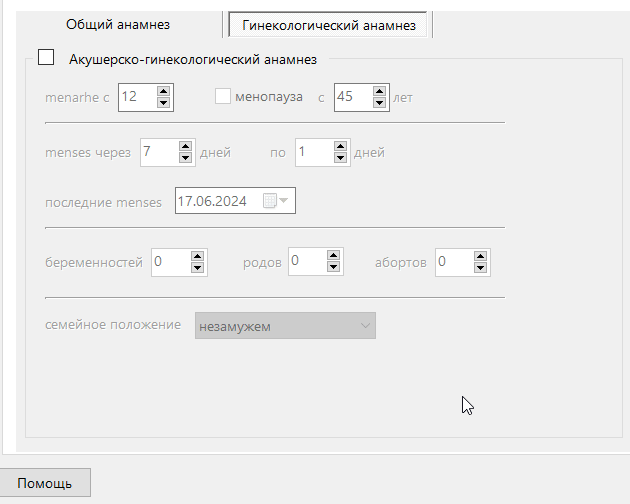 Общий анамнез Гинекологический анамнез
Акушерско-гинекологический анамнез
menarhe с 12 менопауза с 45 лет
menses через 7 дней по 1 дней
последние menses 17.06.2024
беременностей 0 родов 0 абортов 0
семейное положение незамужем
Помощь